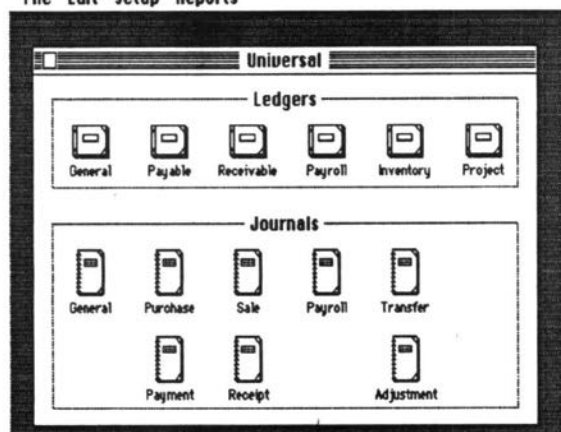 File Edit Setup Reports
Universal
Ledgers
General Payable Receivable Payroll Inventory Project
Journals
General Purchase Sale Payroll Transfer
Payment Receipt Adjustment